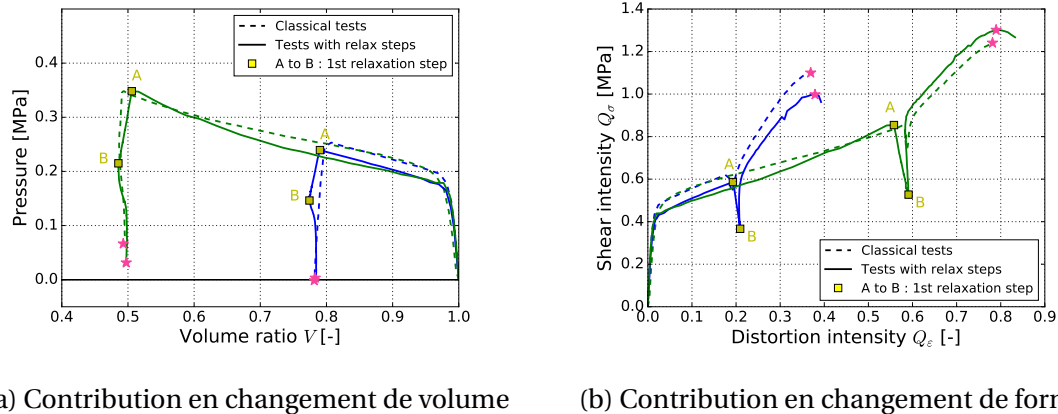 (a)
(b)
Classical tests
Tests with relax steps
A to B : 1st relaxation step
A
B
A
B
Pressure [MPa]
0.4
0.3
0.2
0.1
0.0
0.4 0.5 0.6 0.7 0.8 0.9 1.0
Volume ratio V [-]
1.4
1.2
1.0
0.8
0.6
0.4
0.2
0.0
Shear intensity Qσ [MPa]
A
B
A
B
Classical tests
Tests with relax steps
A to B : 1st relaxation step
0.0 0.1 0.2 0.3 0.4 0.5 0.6 0.7 0.8 0.9
Distortion intensity Qε [-]
a) Contribution en changement de volume
(b) Contribution en changement de forr